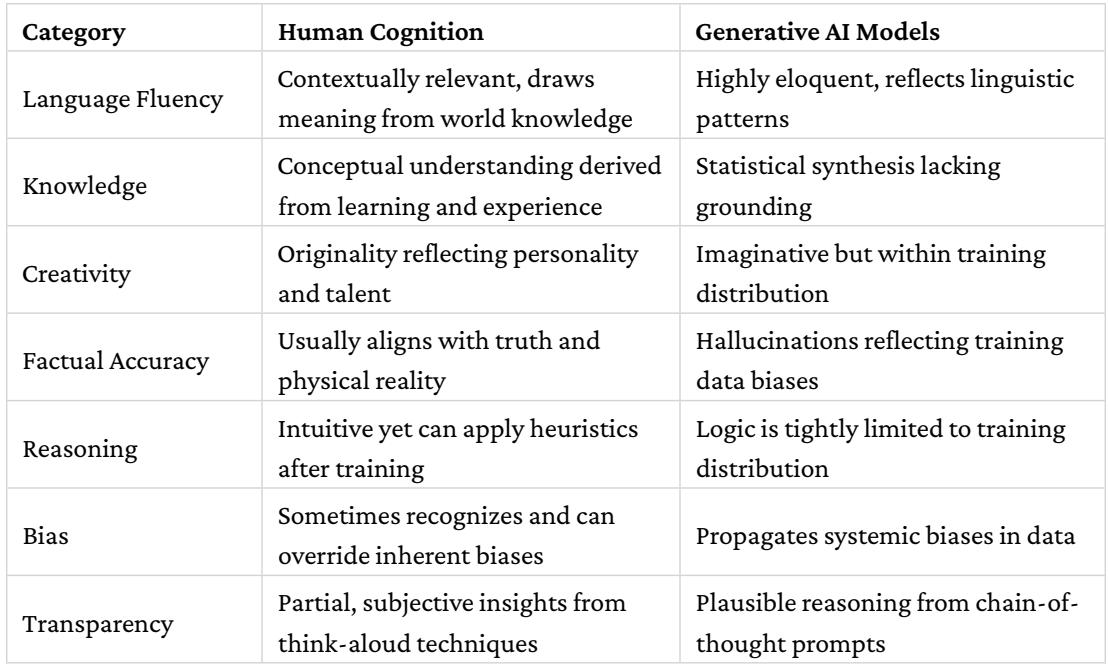 Category
Human Cognition
Generative AI Models
Language Fluency
Contextually relevant, draws
meaning from world knowledge
Highly eloquent, reflects linguistic
patterns
Knowledge
Conceptual understanding derived
from learning and experience
Statistical synthesis lacking
grounding
Creativity
Originality reflecting personality
and talent
Imaginative but within training
distribution
Factual Accuracy
Usually aligns with truth and
physical reality
Hallucinations reflecting training
data biases
Reasoning
Intuitive yet can apply heuristics
after training
Logic is tightly limited to training
distribution
Bias
Sometimes recognizes and can
override inherent biases
Propagates systemic biases in data
Transparency
Partial, subjective insights from
think-aloud techniques
Plausible reasoning from chain-of-
thought prompts